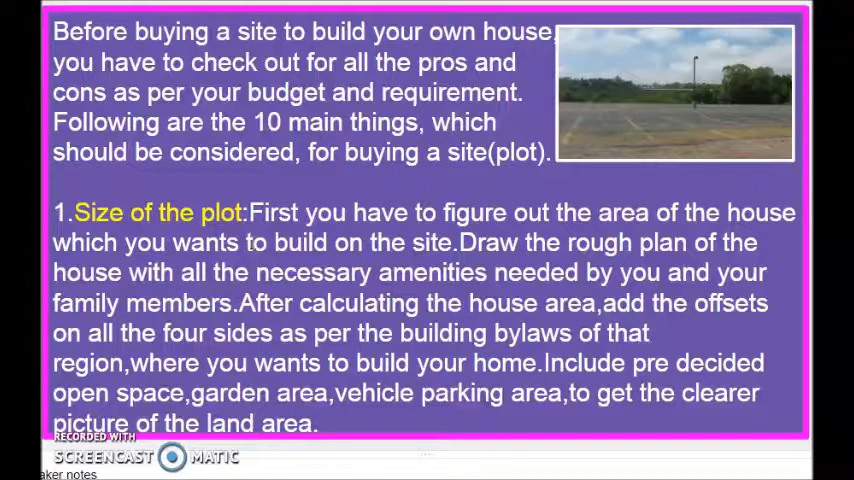 Before buying a site to build your own house,
you have to check out for all the pros and
cons as per your budget and requirement.
Following are the 10 main things, which
should be considered, for buying a site(plot).
1.Size of the plot:First you have to figure out the area of the house
which you wants to build on the site.Draw the rough plan of the
house with all the necessary amenities needed by you and your
family members.After calculating the house area,add the offsets
on all the four sides as per the building bylaws of that
region,where you wants to build your home.Include pre decided
open space,garden area,vehicle parking area,to get the clearer
picture of the land area.
RECORDED WITH
SCREENCAST MATIC
aker notes